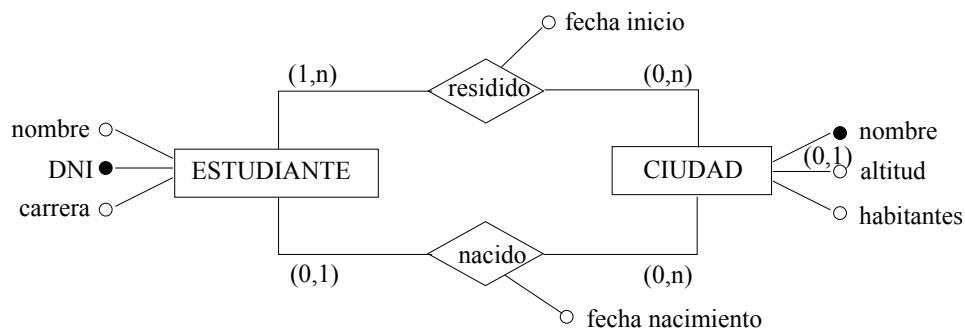 fecha inicio
(1,n)
residido
(0,n)
nombre
DNI
carrera
ESTUDIANTE
CIUDAD
nombre
(0,1)
altitud
habitantes
(0,1)
nacido
(0,n)
fecha nacimiento